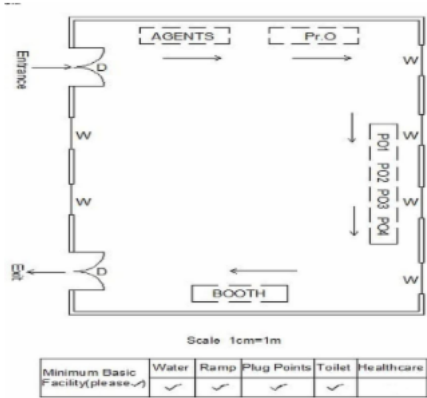 AGENTS Pr.O
Entrance D W
W PO1 PO2 PO3 PO4 W
W W
Exit D W
BOOTH
Scale 1cm=1m
Minimum Basic Water Ramp Plug Points Toilet Healthcare
Facility(please✓) ✓ ✓ ✓ ✓